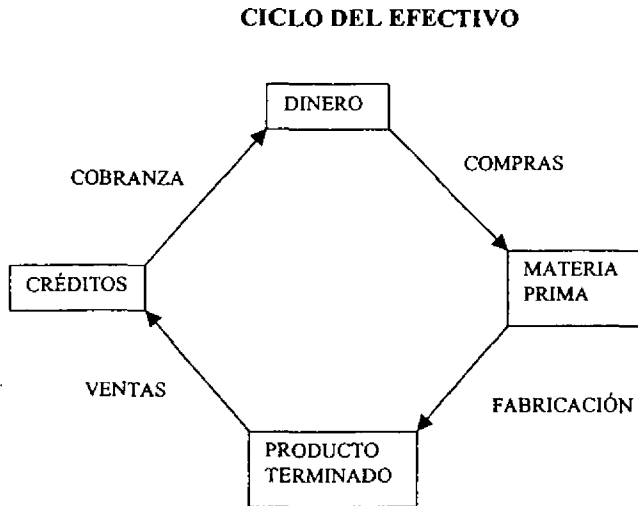 CICLO DEL EFECTIVO
DINERO
COBRANZA
COMPRAS
CRÉDITOS
MATERIA
PRIMA
VENTAS
FABRICACIÓN
PRODUCTO
TERMINADO